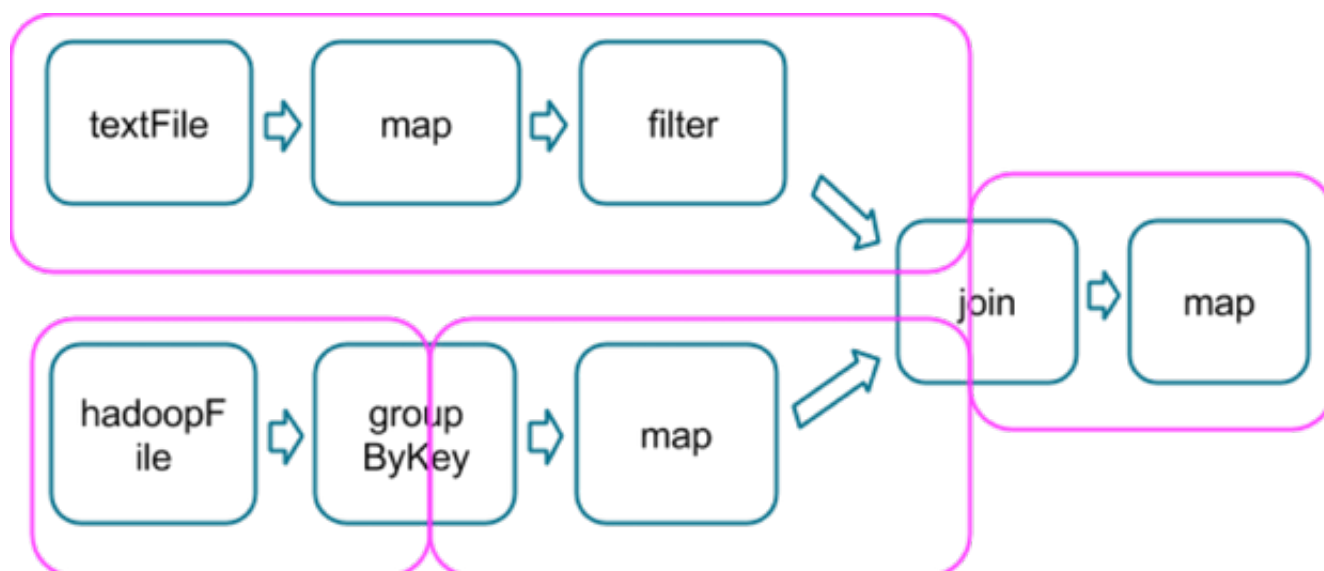 textFile
map
filter
join
map
hadoopF
ile
group
ByKey
map